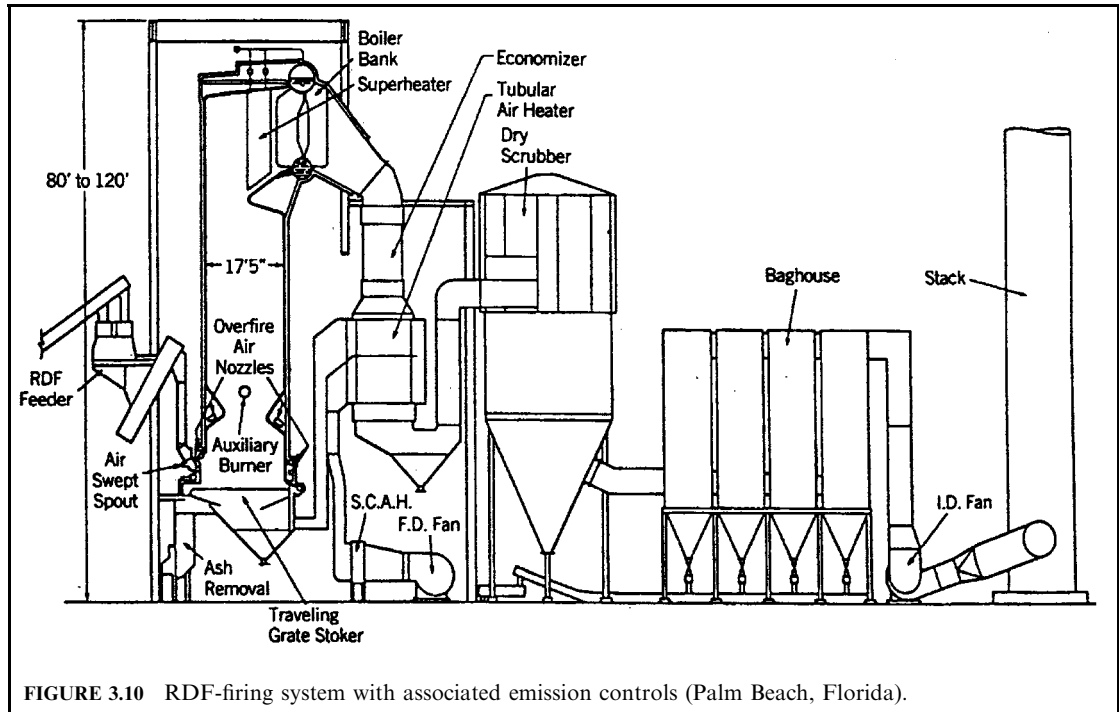 Boiler
Bank
Superheater
Economizer
Tubular
Air Heater
Dry
Scrubber
80' to 120'
17'5"
Baghouse
Stack
Overfire
Air
Nozzles
RDF
Feeder
Auxiliary
Burner
Air
Swept
Spout
S.C.A.H.
F.D. Fan
I.D. Fan
Ash
Removal
Traveling
Grate Stoker
FIGURE 3.10 RDF-firing system with associated emission controls (Palm Beach, Florida).